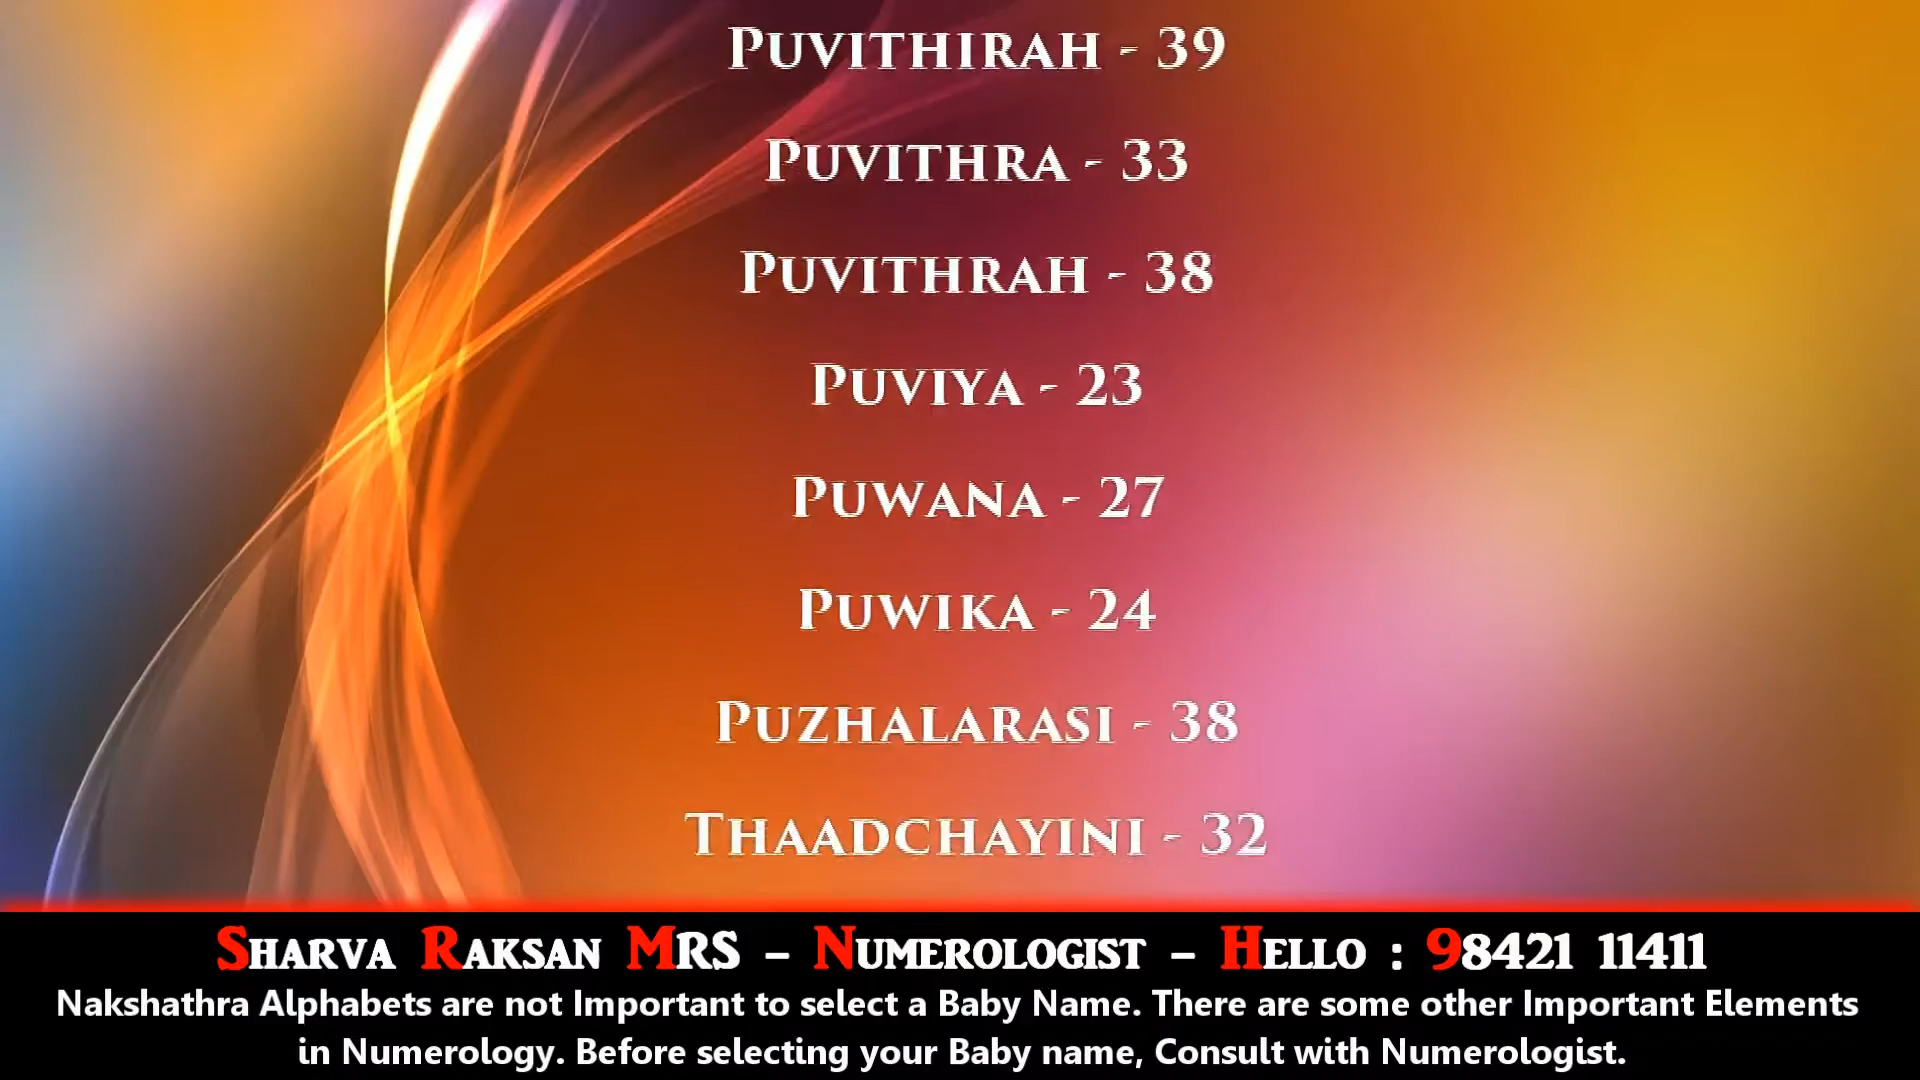 Puvithirah - 39
Puvithra - 33
Puvithrah - 38
Puviya - 23
Puwana - 27
Puwika - 24
Puzhalarasi - 38
Thaadchayini - 32
Sharva Raksan MRS – Numerologist – Hello : 98421 11411
Nakshathra Alphabets are not Important to select a Baby Name. There are some other Important Elements
in Numerology. Before selecting your Baby name, Consult with Numerologist.